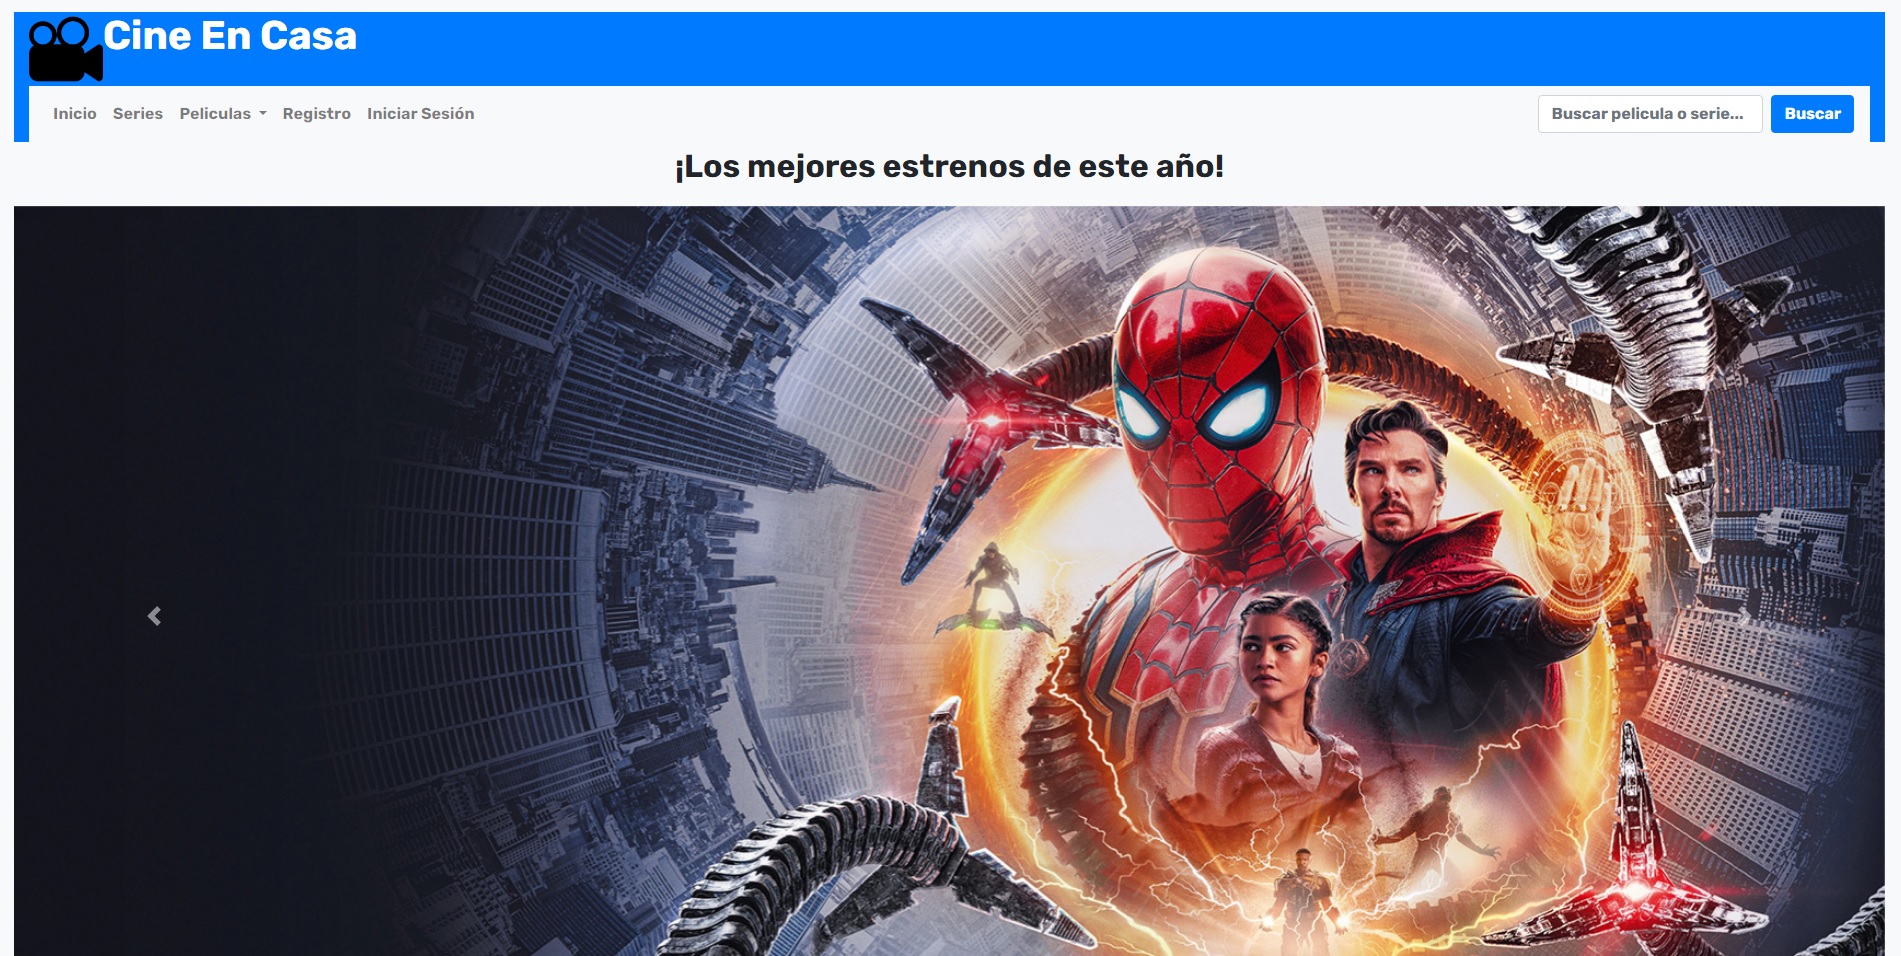 Cine En Casa
Inicio Series Peliculas Registro Iniciar Sesión Buscar pelicula o serie... Buscar
¡Los mejores estrenos de este año!